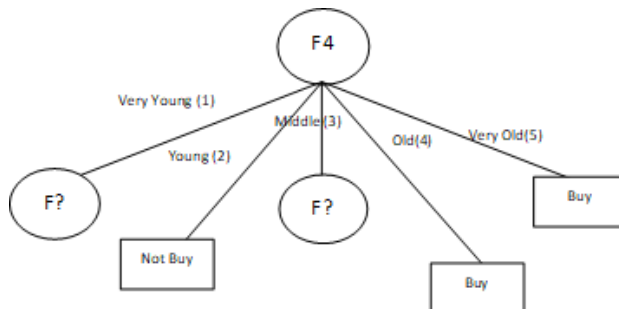 F4
Very Young (1)
Young (2)
Middle (3)
Old(4)
Very Old(5)
F?
Not Buy
F?
Buy
Buy